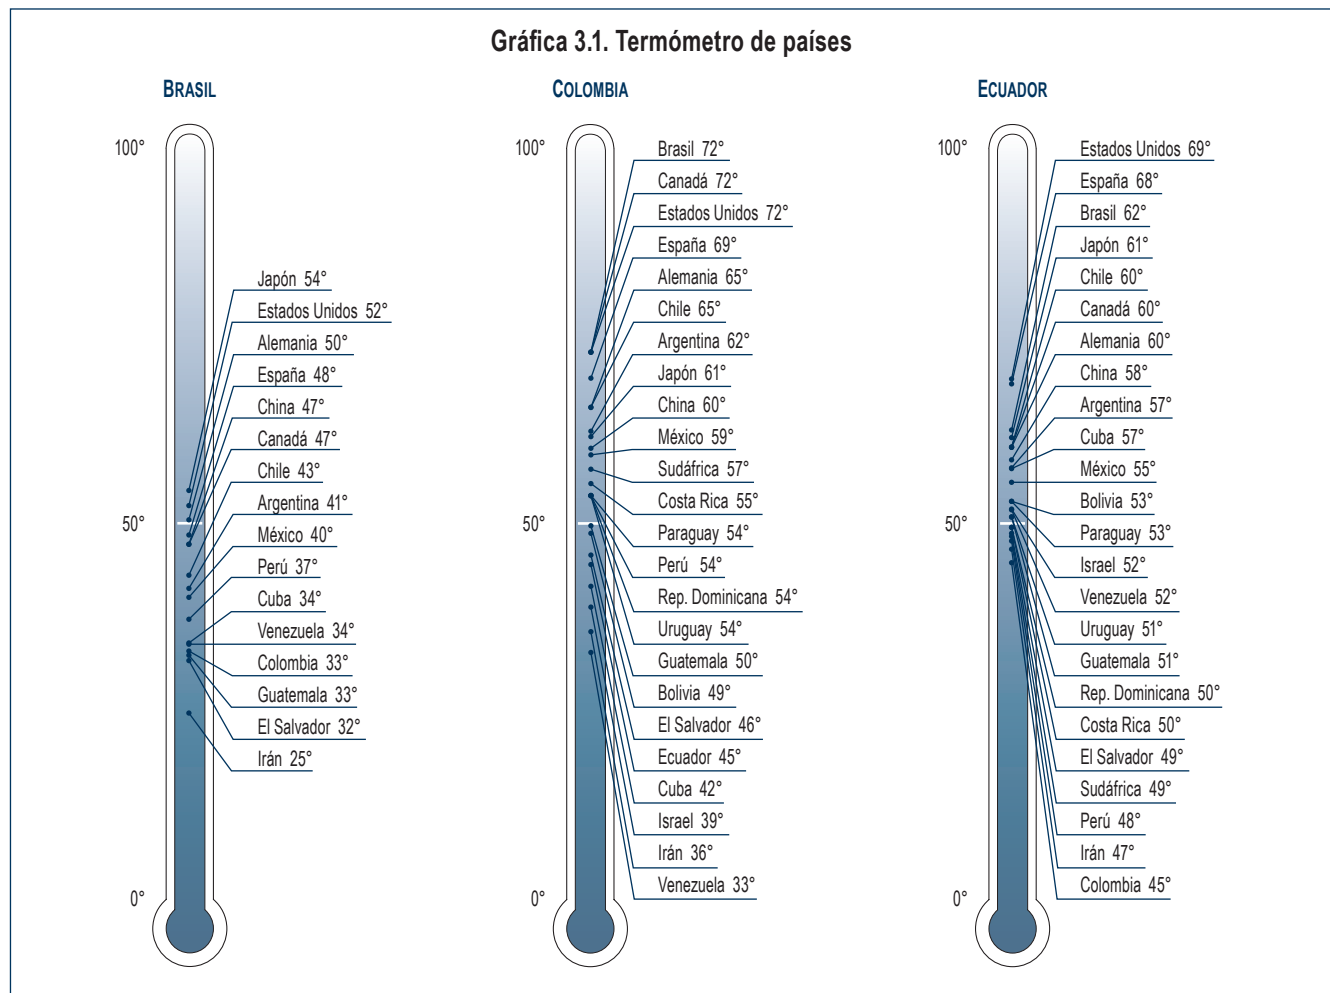 Gráfica 3.1. Termómetro de países
BRASIL
100°
50°
0°
Japón 54°
Estados Unidos 52°
Alemania 50°
España 48°
China 47°
Canadá 47°
Chile 43°
Argentina 41°
México 40°
Perú 37°
Cuba 34°
Venezuela 34°
Colombia 33°
Guatemala 33°
El Salvador 32°
Irán 25°
COLOMBIA
100°
50°
0°
Brasil 72°
Canadá 72°
Estados Unidos 72°
España 69°
Alemania 65°
Chile 65°
Argentina 62°
Japón 61°
China 60°
México 59°
Sudáfrica 57°
Costa Rica 55°
Paraguay 54°
Perú 54°
Rep. Dominicana 54°
Uruguay 54°
Guatemala 50°
Bolivia 49°
El Salvador 46°
Ecuador 45°
Cuba 42°
Israel 39°
Irán 36°
Venezuela 33°
ECUADOR
100°
50°
0°
Estados Unidos 69°
España 68°
Brasil 62°
Japón 61°
Chile 60°
Canadá 60°
Alemania 60°
China 58°
Argentina 57°
Cuba 57°
México 55°
Bolivia 53°
Paraguay 53°
Israel 52°
Venezuela 52°
Uruguay 51°
Guatemala 51°
Rep. Dominicana 50°
Costa Rica 50°
El Salvador 49°
Sudáfrica 49°
Perú 48°
Irán 47°
Colombia 45°